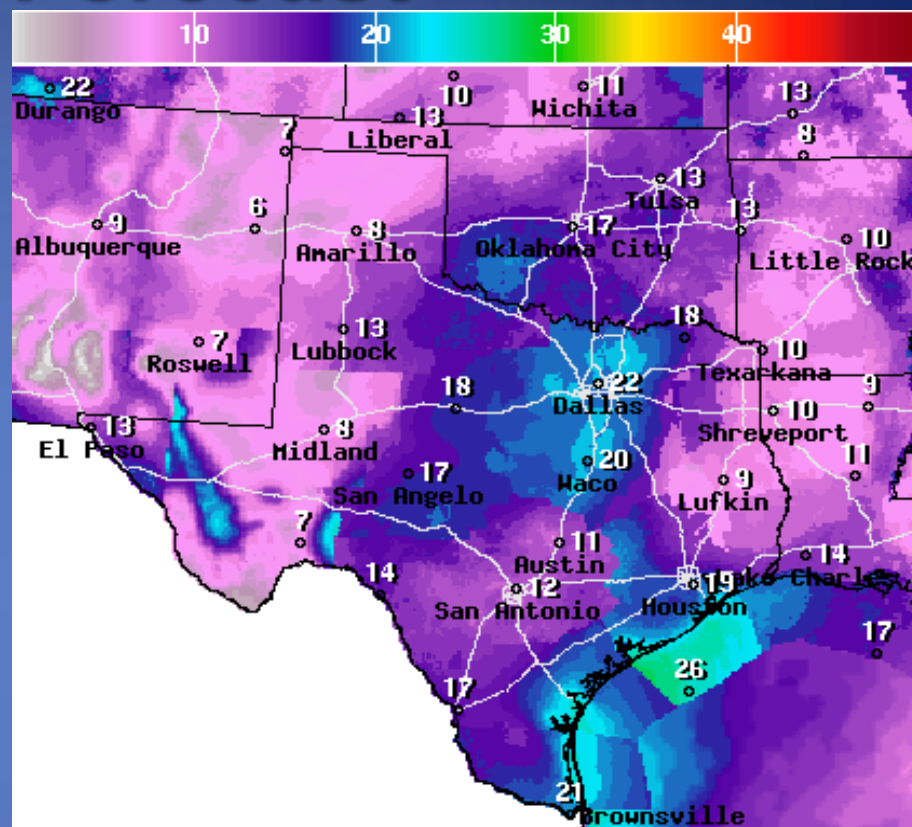 10 20 30 40
22
Durango
10
11
Wichita
13
Liberal
13
8
7
13
Tulsa
9
Albuquerque
6
8
Amarillo
17
Oklahoma City
13
10
Little Rock
7
Roswell
13
Lubbock
18
10
Texarkana
18
22
Dallas
9
10
Shreveport
13
El Paso
8
Midland
17
San Angelo
20
Waco
9
Lufkin
11
7
11
Austin
14
Lake Charles
14
12
San Antonio
19
Houston
17
26
17
21
Brownsville